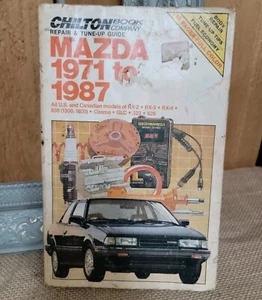 CHILTON BOOK COMPANY
REPAIR & TUNE-UP GUIDE
MAZDA
1971 to
1987
All U.S. and Canadian models of RX-2 • RX-3 • RX-4 •
808 (1300, 1600) • Cosmo • GLC • 323 • 626